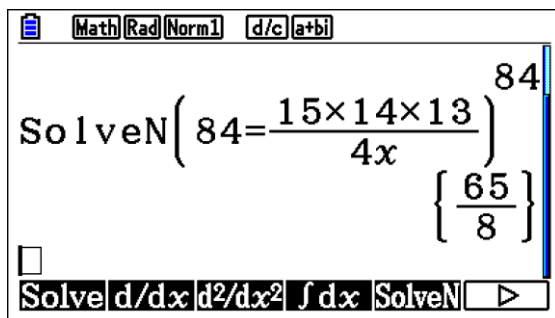 Math Rad Norm1 d/c a+bi
84
SolveN(84=15×14×13/4x)
{65/8}
Solve d/dx d²/dx² ∫dx SolveN ▷